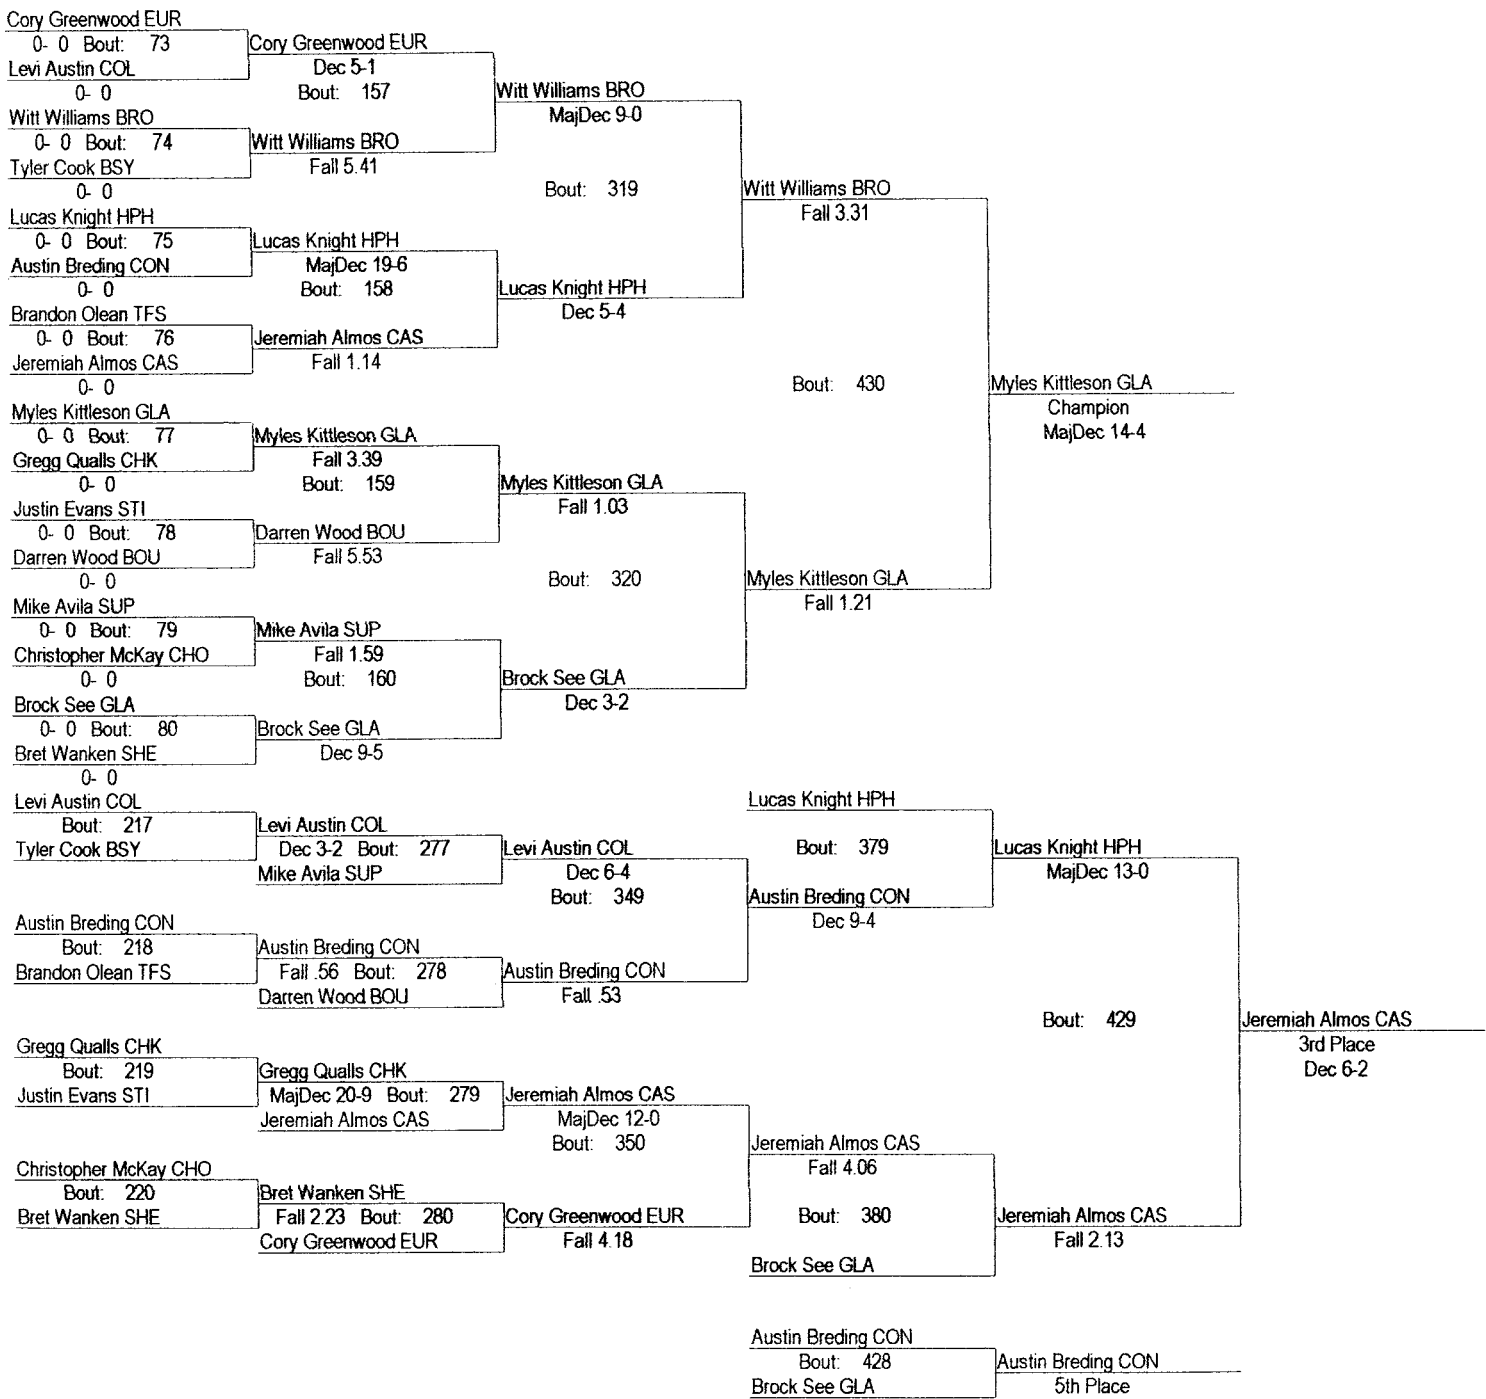 Cory Greenwood EUR
0- 0 Bout: 73
Cory Greenwood EUR
Levi Austin COL
Dec 5-1
0- 0
Bout: 157
Witt Williams BRO
Witt Williams BRO
MajDec 9-0
0- 0 Bout: 74
Witt Williams BRO
Tyler Cook BSY
Fall 5.41
0- 0
Bout: 319
Witt Williams BRO
Lucas Knight HPH
Fall 3.31
0- 0 Bout: 75
Lucas Knight HPH
Austin Breding CON
MajDec 19-6
0- 0
Bout: 158
Lucas Knight HPH
Brandon Olean TFS
Dec 5-4
0- 0 Bout: 76
Jeremiah Almos CAS
Jeremiah Almos CAS
Fall 1.14
0- 0
Bout: 430
Myles Kittleson GLA
Myles Kittleson GLA
Champion
0- 0 Bout: 77
Myles Kittleson GLA
MajDec 14-4
Gregg Qualls CHK
Fall 3.39
0- 0
Bout: 159
Myles Kittleson GLA
Justin Evans STI
Fall 1.03
0- 0 Bout: 78
Darren Wood BOU
Darren Wood BOU
Fall 5.53
0- 0
Bout: 320
Myles Kittleson GLA
Mike Avila SUP
Fall 1.21
0- 0 Bout: 79
Mike Avila SUP
Christopher McKay CHO
Fall 1.59
0- 0
Bout: 160
Brock See GLA
Brock See GLA
Dec 3-2
0- 0 Bout: 80
Brock See GLA
Bret Wanken SHE
Dec 9-5
0- 0
Levi Austin COL
Lucas Knight HPH
Bout: 217
Levi Austin COL
Tyler Cook BSY
Dec 3-2 Bout: 277
Levi Austin COL
Bout: 379
Lucas Knight HPH
Mike Avila SUP
Dec 6-4
MajDec 13-0
Bout: 349
Austin Breding CON
Austin Breding CON
Dec 9-4
Bout: 218
Austin Breding CON
Brandon Olean TFS
Fall .56 Bout: 278
Austin Breding CON
Darren Wood BOU
Fall .53
Bout: 429
Jeremiah Almos CAS
Gregg Qualls CHK
3rd Place
Bout: 219
Gregg Qualls CHK
Dec 6-2
Justin Evans STI
MajDec 20-9 Bout: 279
Jeremiah Almos CAS
Jeremiah Almos CAS
MajDec 12-0
Bout: 350
Jeremiah Almos CAS
Christopher McKay CHO
Fall 4.06
Bout: 220
Bret Wanken SHE
Bret Wanken SHE
Fall 2.23 Bout: 280
Cory Greenwood EUR
Bout: 380
Jeremiah Almos CAS
Cory Greenwood EUR
Fall 4.18
Fall 2.13
Brock See GLA
Austin Breding CON
Bout: 428
Austin Breding CON
Brock See GLA
5th Place